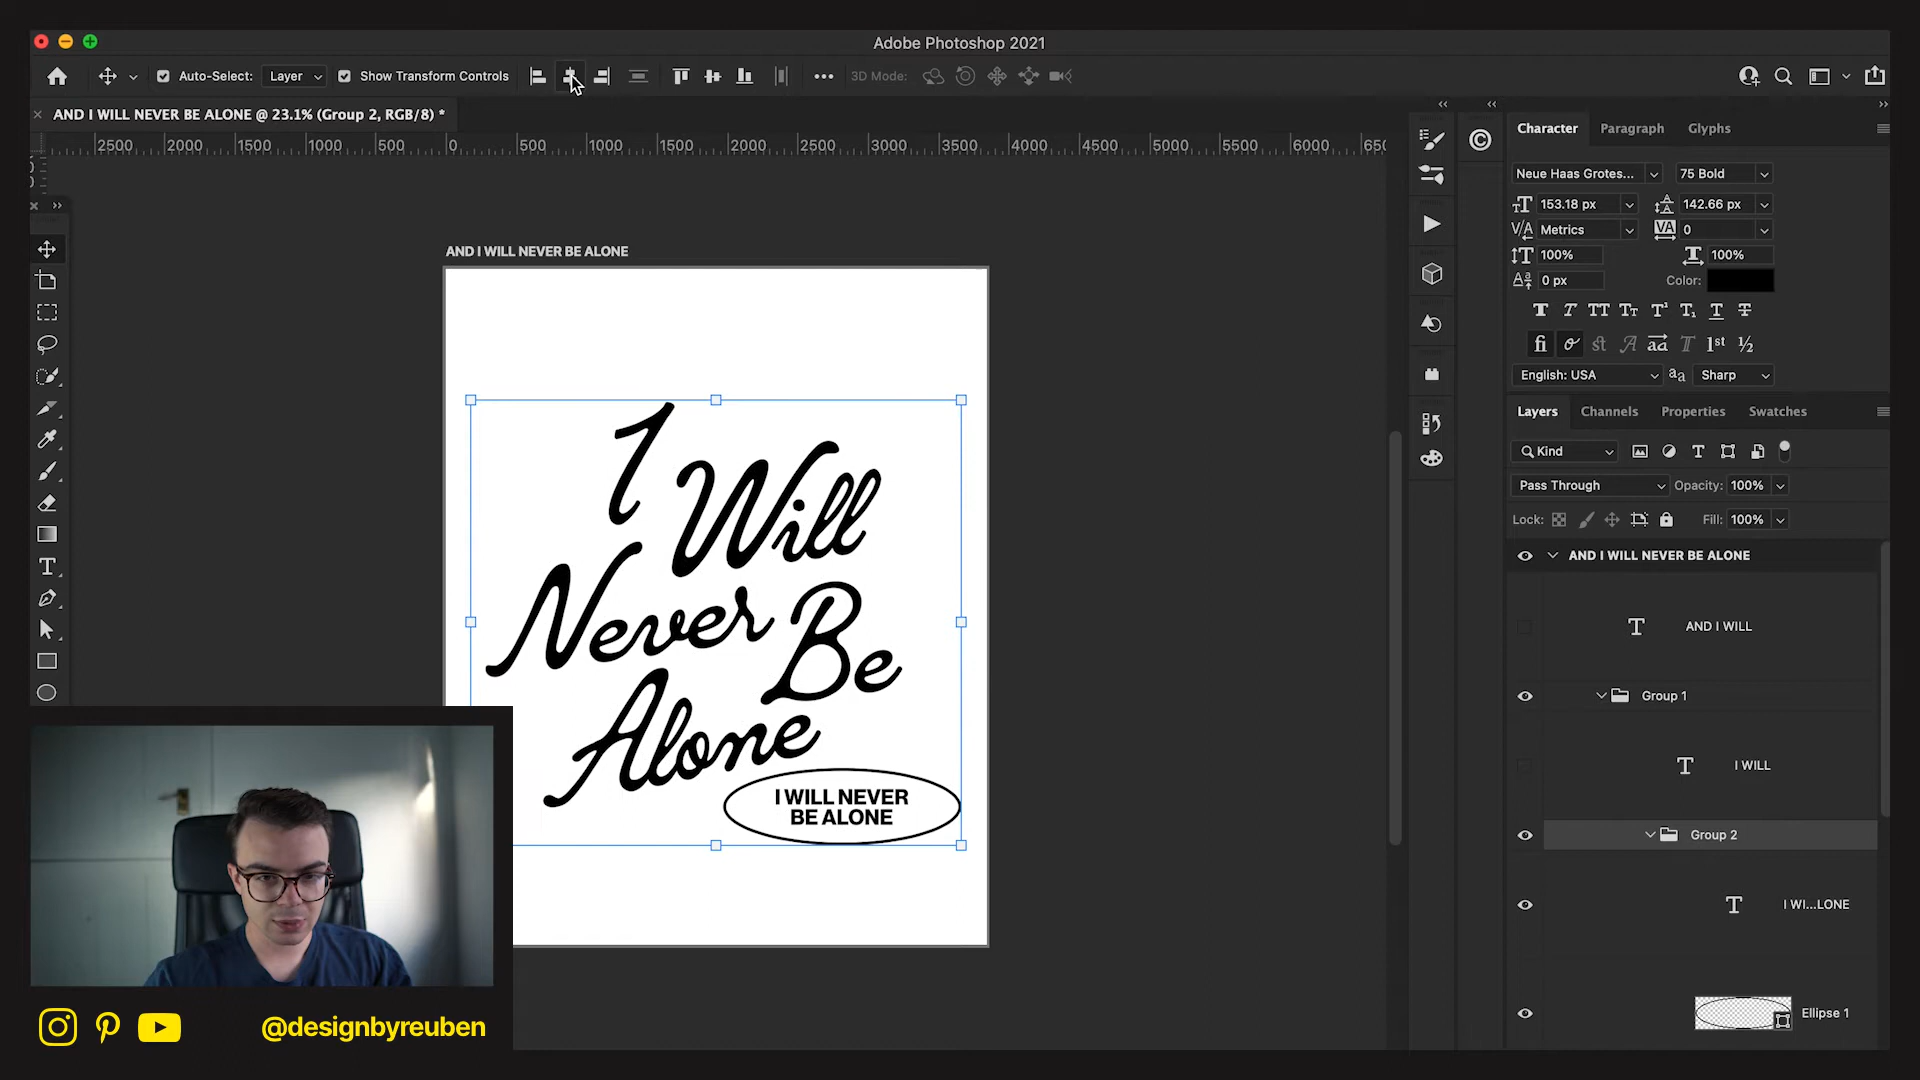 Adobe Photoshop 2021
Auto-Select: Layer Show Transform Controls 3D Mode:
AND I WILL NEVER BE ALONE @ 23.1% (Group 2, RGB/8) *
2500 2000 1500 1000 500 0 500 1000 1500 2000 2500 3000 3500 4000 4500 5000 5500 6000
AND I WILL NEVER BE ALONE
I Will
Never Be
Alone
I WILL NEVER
BE ALONE
@designbyreuben
Character Paragraph Glyphs
Neue Haas Grotes... 75 Bold
153.18 px 142.66 px
Metrics 0
100% 100%
0 px Color:
English: USA Sharp
Layers Channels Properties Swatches
Kind
Pass Through Opacity: 100%
Lock: Fill: 100%
AND I WILL NEVER BE ALONE
AND I WILL
Group 1
I WILL
Group 2
I WI...LONE
Ellipse 1